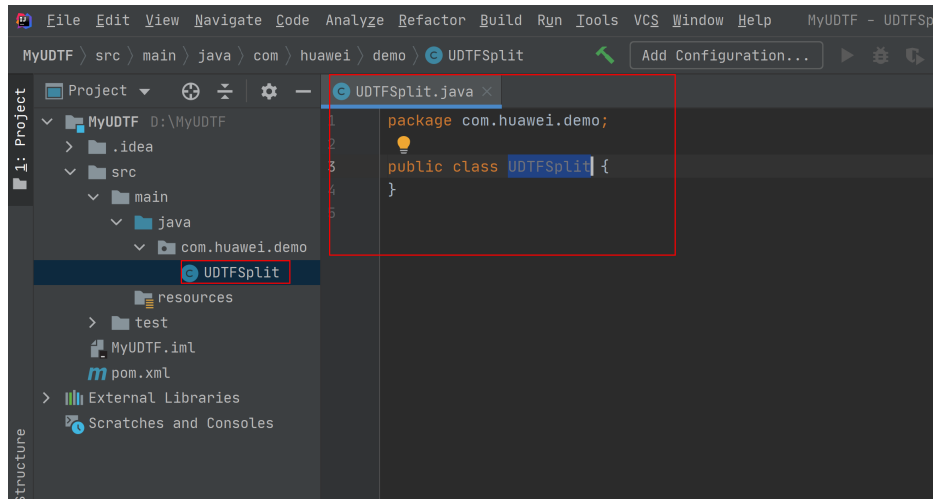 File Edit View Navigate Code Analyze Refactor Build Run Tools VCS Window Help MyUDTF - UDTFSp
MyUDTF src main java com huawei demo UDTFSplit Add Configuration...
1: Project
Project
MyUDTF D:\MyUDTF
.idea
src
main
java
com.huawei.demo
UDTFSplit
resources
test
MyUDTF.iml
pom.xml
External Libraries
Scratches and Consoles
Structure
UDTFSplit.java
1 package com.huawei.demo;
2
3 public class UDTFSplit {
4 }
5